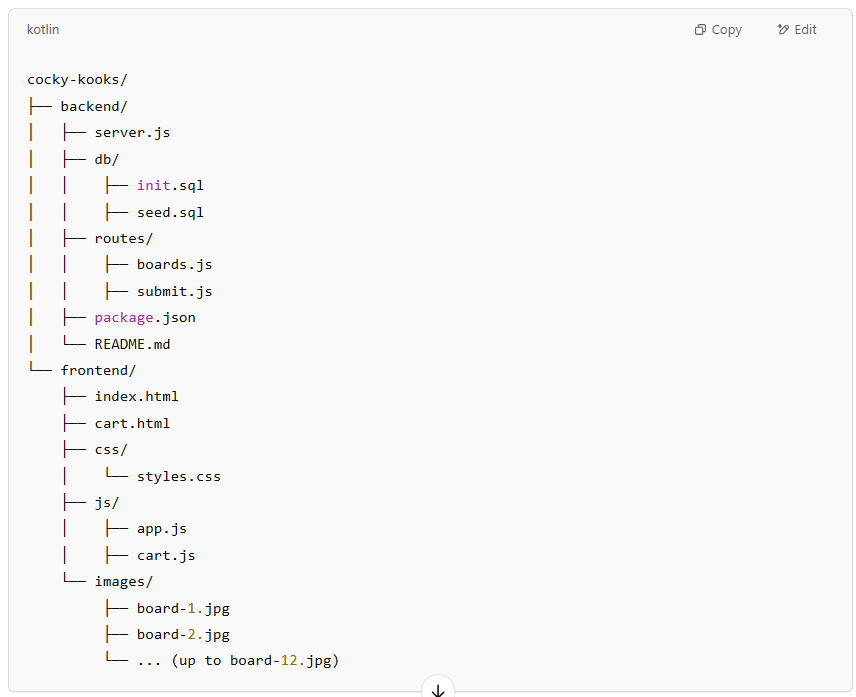 kotlin
Copy
Edit
cocky-kooks/
├── backend/
│   ├── server.js
│   ├── db/
│   │   ├── init.sql
│   │   ├── seed.sql
│   ├── routes/
│   │   ├── boards.js
│   │   ├── submit.js
│   ├── package.json
│   └── README.md
└── frontend/
    ├── index.html
    ├── cart.html
    ├── css/
    │   └── styles.css
    ├── js/
    │   ├── app.js
    │   ├── cart.js
    └── images/
        ├── board-1.jpg
        ├── board-2.jpg
        └── ... (up to board-12.jpg)